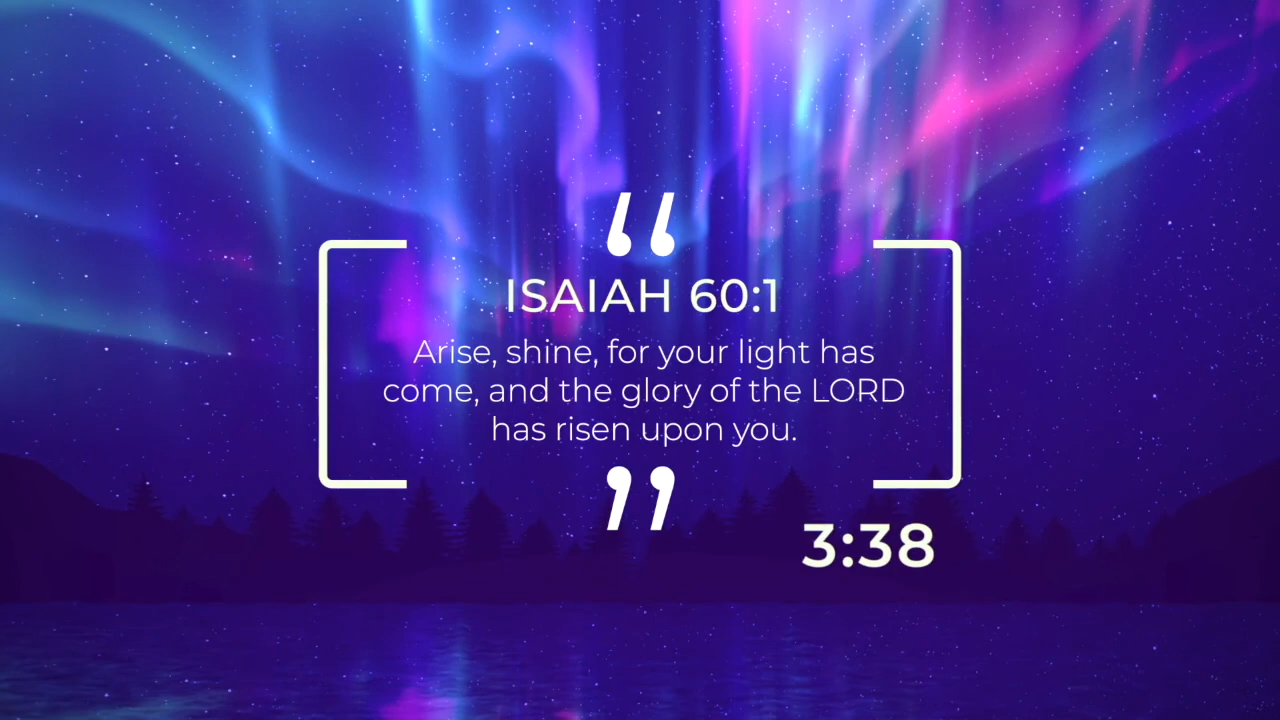 “
ISAIAH 60:1
Arise, shine, for your light has
come, and the glory of the LORD
has risen upon you.
”
3:38